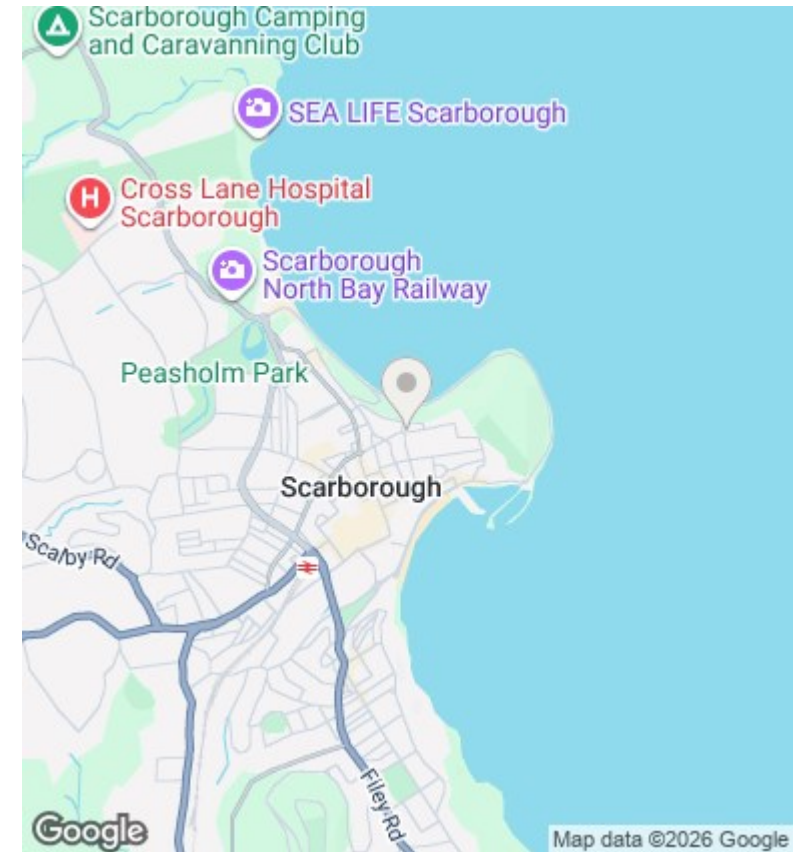 Scarborough Camping
and Caravanning Club
SEA LIFE Scarborough
H
Cross Lane Hospital
Scarborough
Scarborough
North Bay Railway
Peasholm Park
Scarborough
Scalby Rd
Filey Rd
Google
Map data ©2026 Google